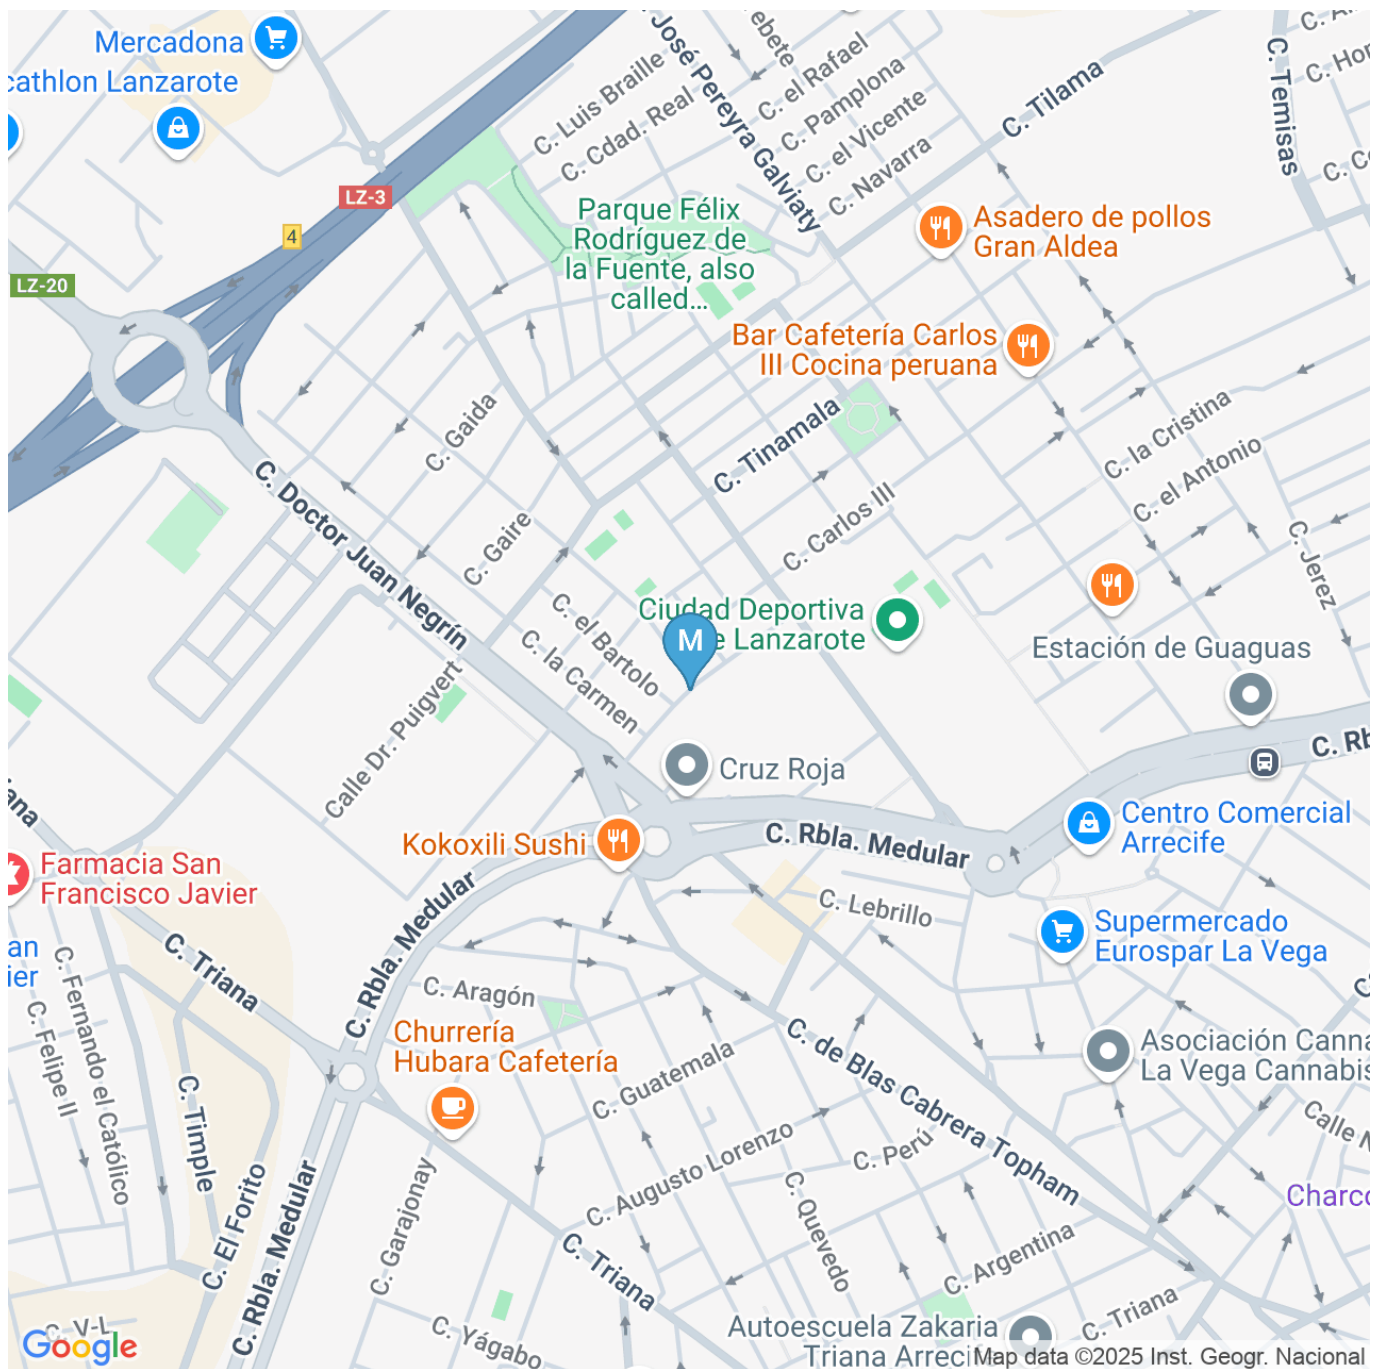 Mercadona
cathlon Lanzarote
LZ-3
4
LZ-20
C. Luis Braille
C. Cdad. Real
José Pereyra Galviaty
C. el Rafael
C. Pamplona
C. el Vicente
C. Navarra
C. Tilama
C. Temisas
C. Hor
Parque Félix
Rodríguez de
la Fuente, also
called...
Asadero de pollos
Gran Aldea
Bar Cafetería Carlos
III Cocina peruana
C. Gaida
C. Tinamala
C. la Cristina
C. el Antonio
C. Doctor Juan Negrín
C. Gaire
C. Carlos III
C. Jerez
C. el Bartolo
C. la Carmen
Ciudad Deportiva
Lanzarote
M
Estación de Guaguas
Calle Dr. Puigvert
Cruz Roja
C. Rb
Kokoxili Sushi
C. Rbla. Medular
Centro Comercial
Arrecife
Farmacia San
Francisco Javier
C. Lebrillo
Supermercado
Eurospar La Vega
C. Rbla. Medular
C. Triana
an
ier
C. Fernando el Católico
C. Felipe II
C. Aragón
Churrería
Hubara Cafetería
C. Guatemala
C. de Blas Cabrera Topham
Asociación Canna
La Vega Cannabis
Calle N
C. Timple
C. El Forito
C. Rbla. Medular
C. Garajonay
C. Augusto Lorenzo
C. Perú
C. Quevedo
Charco
C. Triana
C. Argentina
C. Triana
C. V-L
C. Yágabo
Autoescuela Zakaria
Triana Arreci
Google
Map data ©2025 Inst. Geogr. Nacional